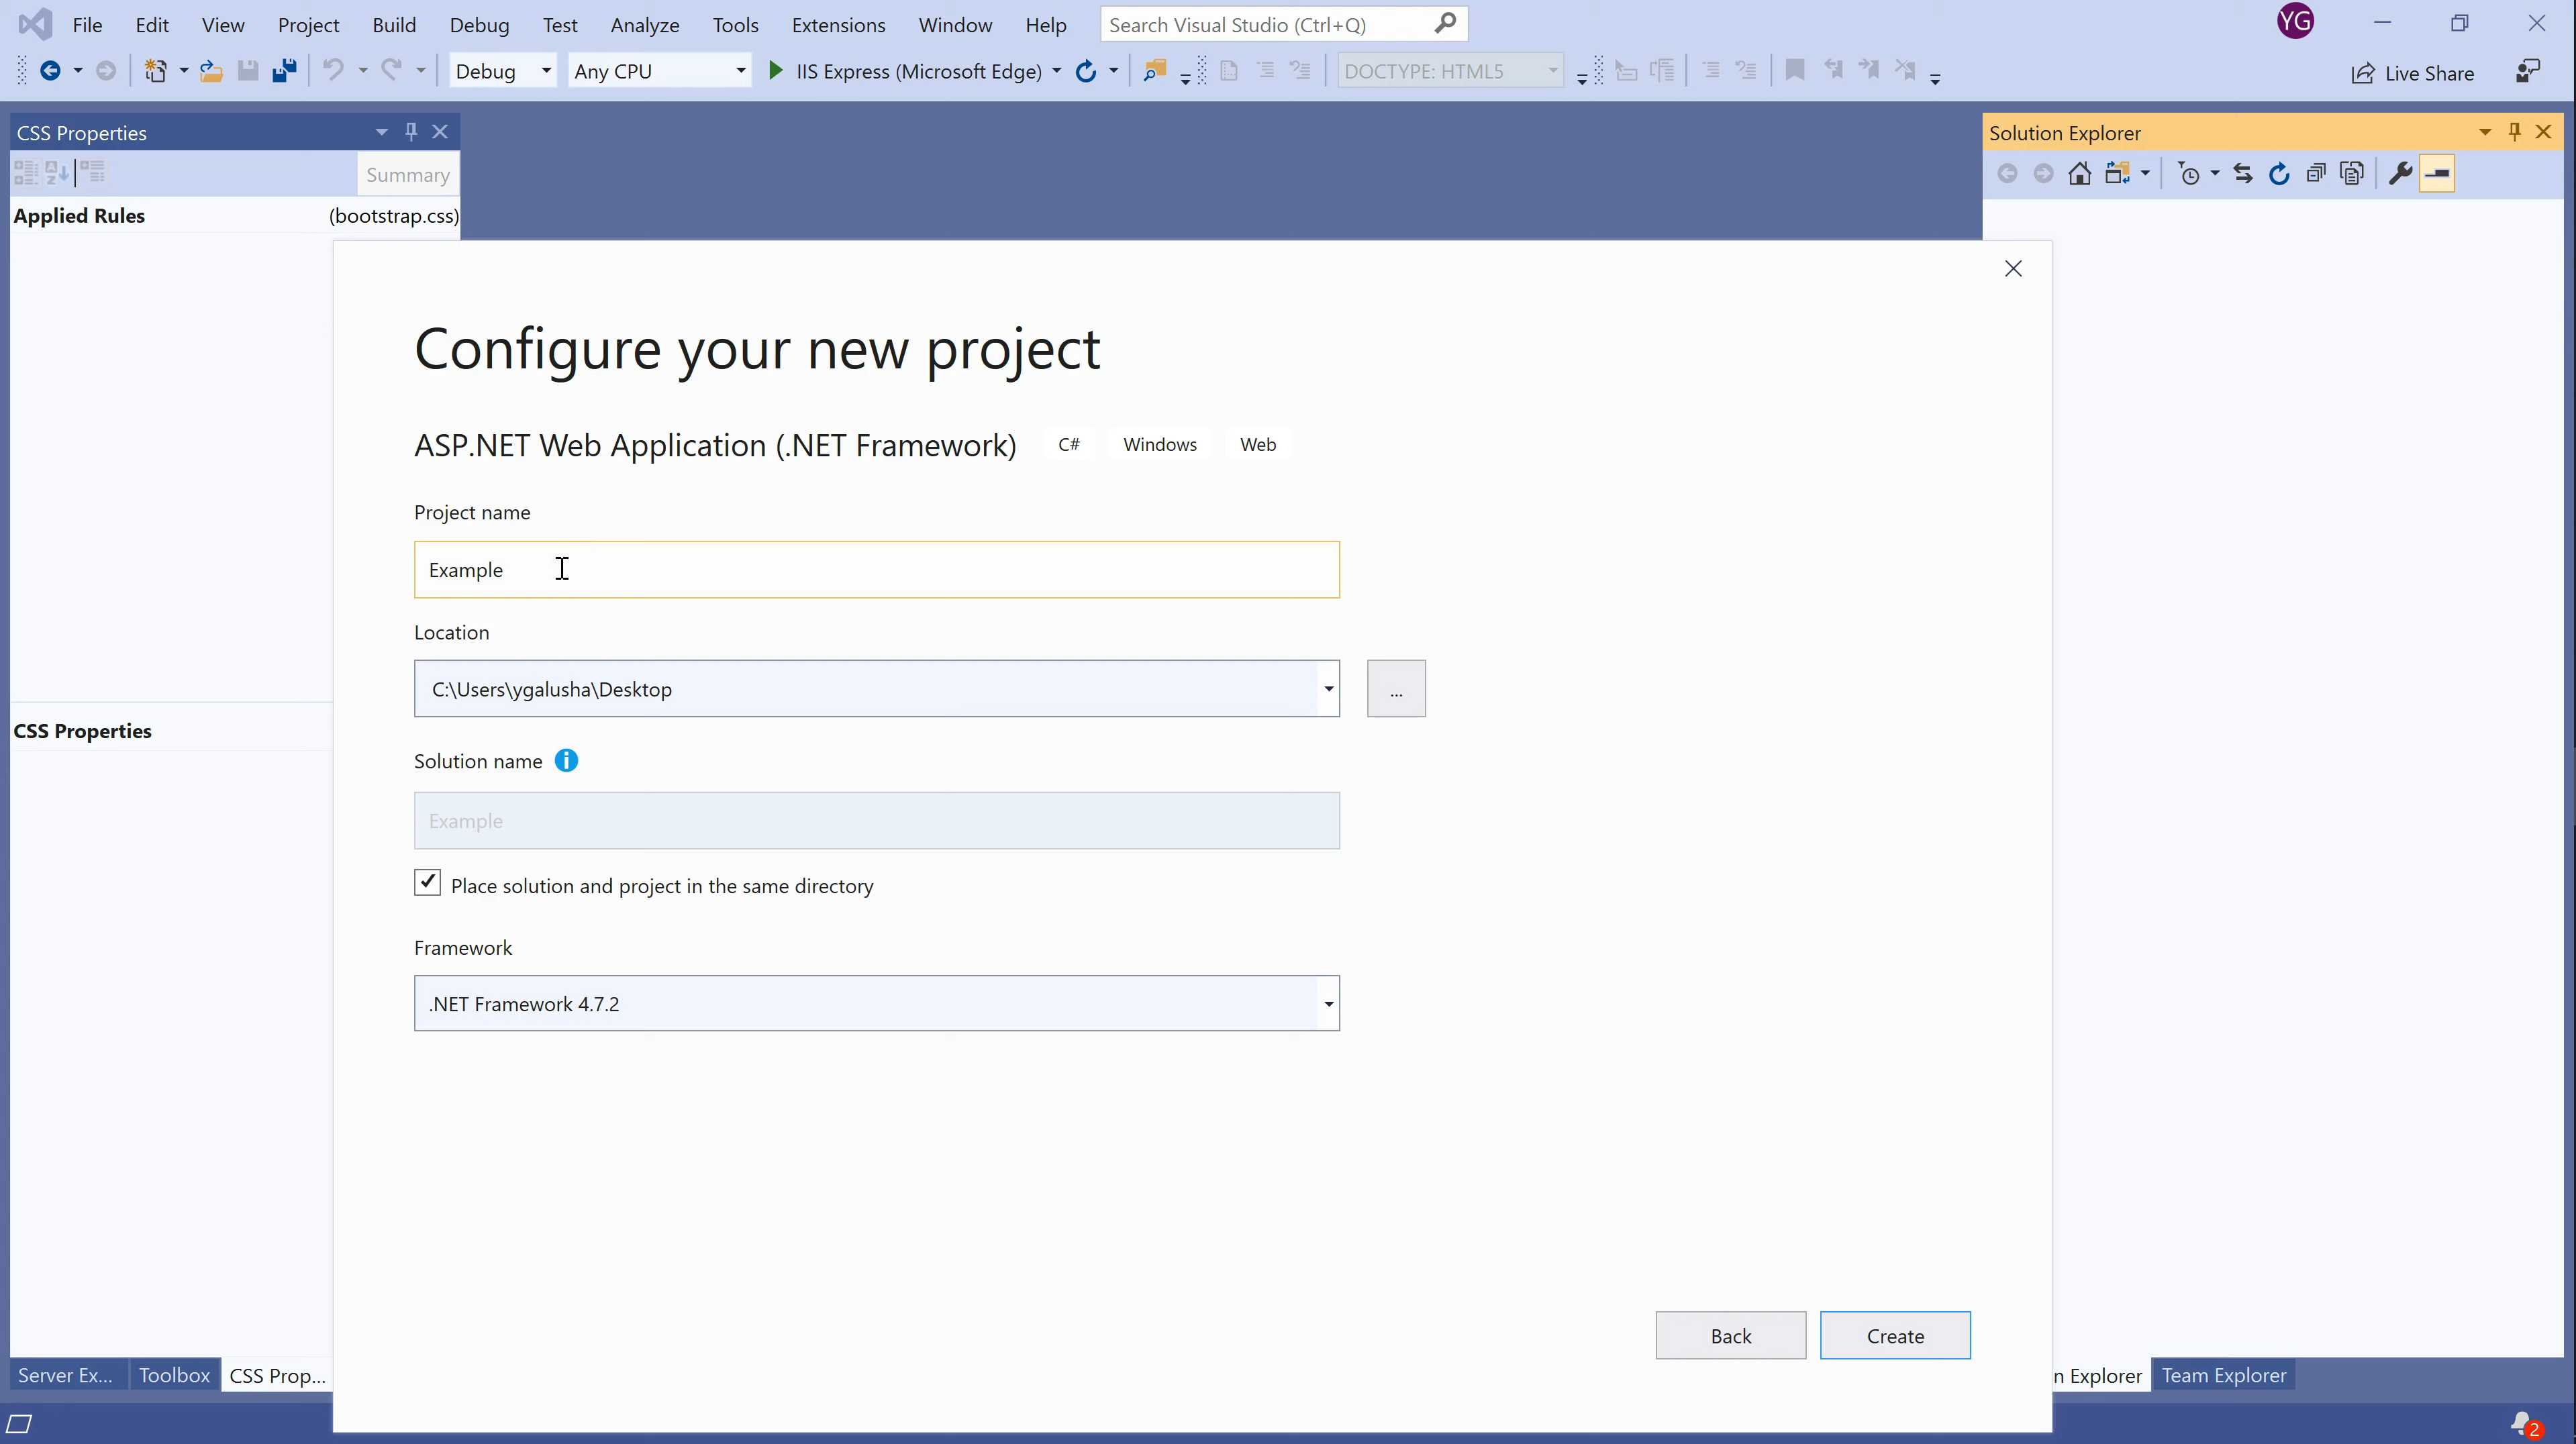 File Edit View Project Build Debug Test Analyze Tools Extensions Window Help Search Visual Studio (Ctrl+Q) YG
Debug Any CPU IIS Express (Microsoft Edge) DOCTYPE: HTML5 Live Share
CSS Properties
Solution Explorer
Summary
Applied Rules (bootstrap.css)
Configure your new project
ASP.NET Web Application (.NET Framework) C# Windows Web
Project name
Example
Location
C:\Users\ygalusha\Desktop
...
Solution name
CSS Properties
Example
Place solution and project in the same directory
Framework
.NET Framework 4.7.2
Back Create
Server Ex... Toolbox CSS Prop... n Explorer Team Explorer
2